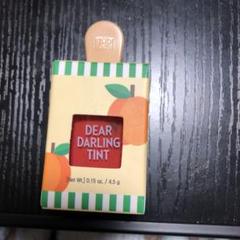 DEAR
DARLING
TINT
[Net Wt.] 0.15 oz. / 4.5 g